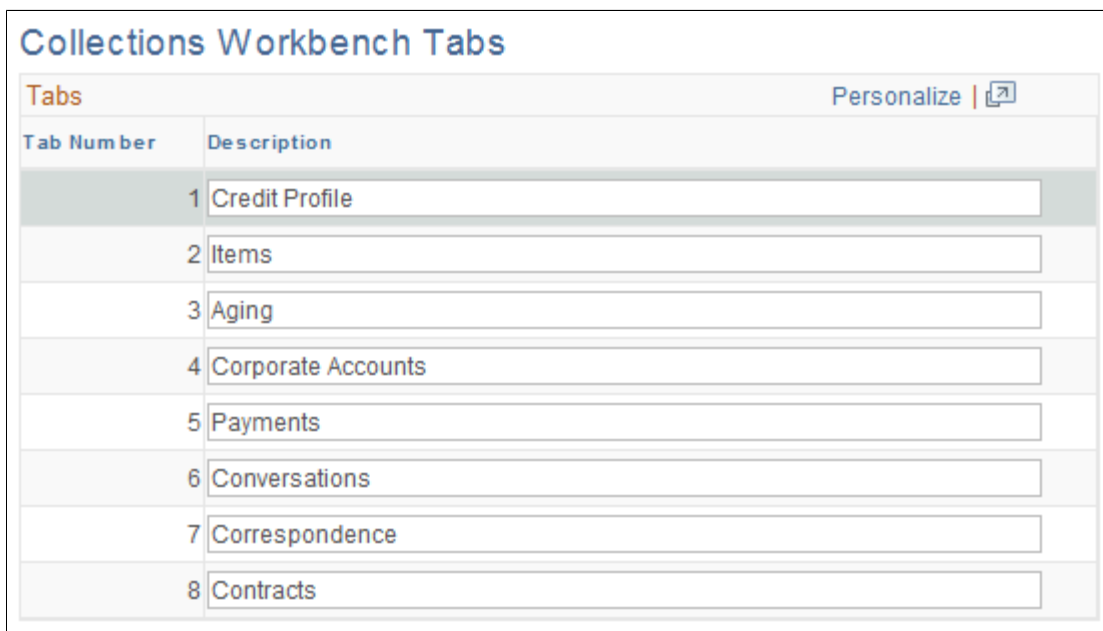 Collections Workbench Tabs
Tabs Personalize |
Tab Number Description
1 Credit Profile
2 Items
3 Aging
4 Corporate Accounts
5 Payments
6 Conversations
7 Correspondence
8 Contracts